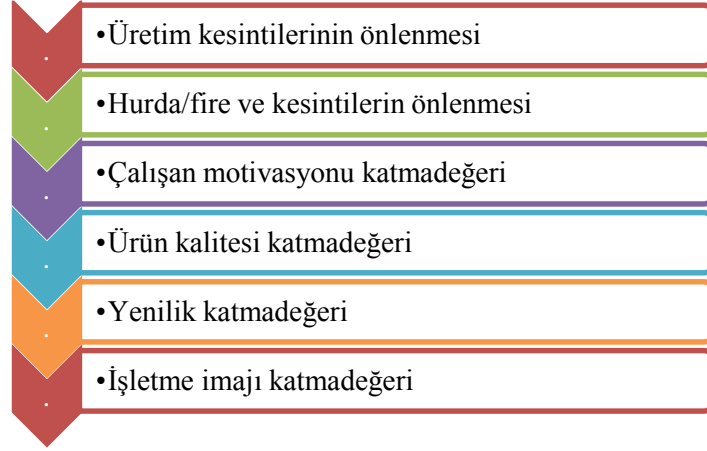 •Üretim kesintilerinin önlenmesi
•Hurda/fire ve kesintilerin önlenmesi
•Çalışan motivasyonu katmadeğeri
•Ürün kalitesi katmadeğeri
•Yenilik katmadeğeri
•İşletme imajı katmadeğeri